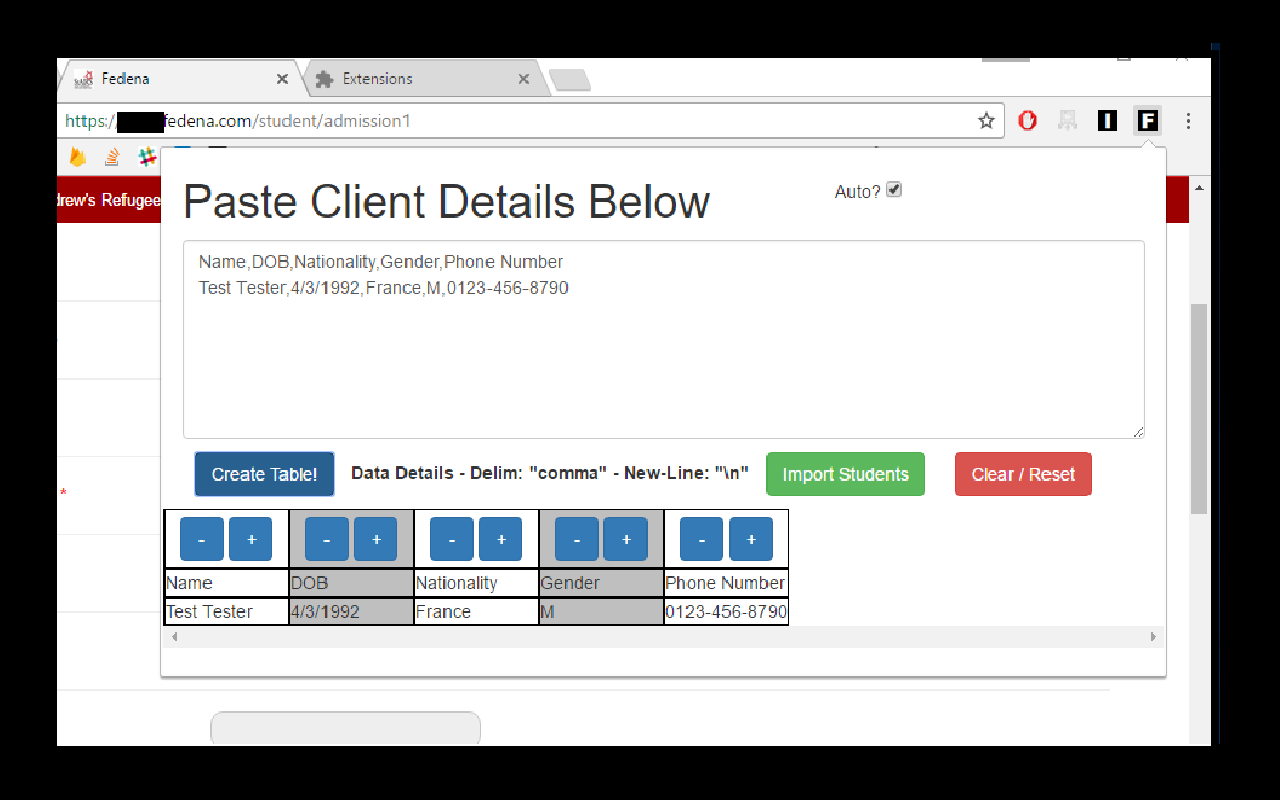 Fedena
Extensions
https://
fedena.com/student/admission1
drew's Refugee
Paste Client Details Below
Auto?
Name,DOB,Nationality,Gender,Phone Number
Test Tester,4/3/1992,France,M,0123-456-8790
Create Table! Data Details - Delim: "comma" - New-Line: "\n" Import Students Clear / Reset
*
- + - + - + - + - +
Name DOB Nationality Gender Phone Number
Test Tester 4/3/1992 France M 0123-456-8790